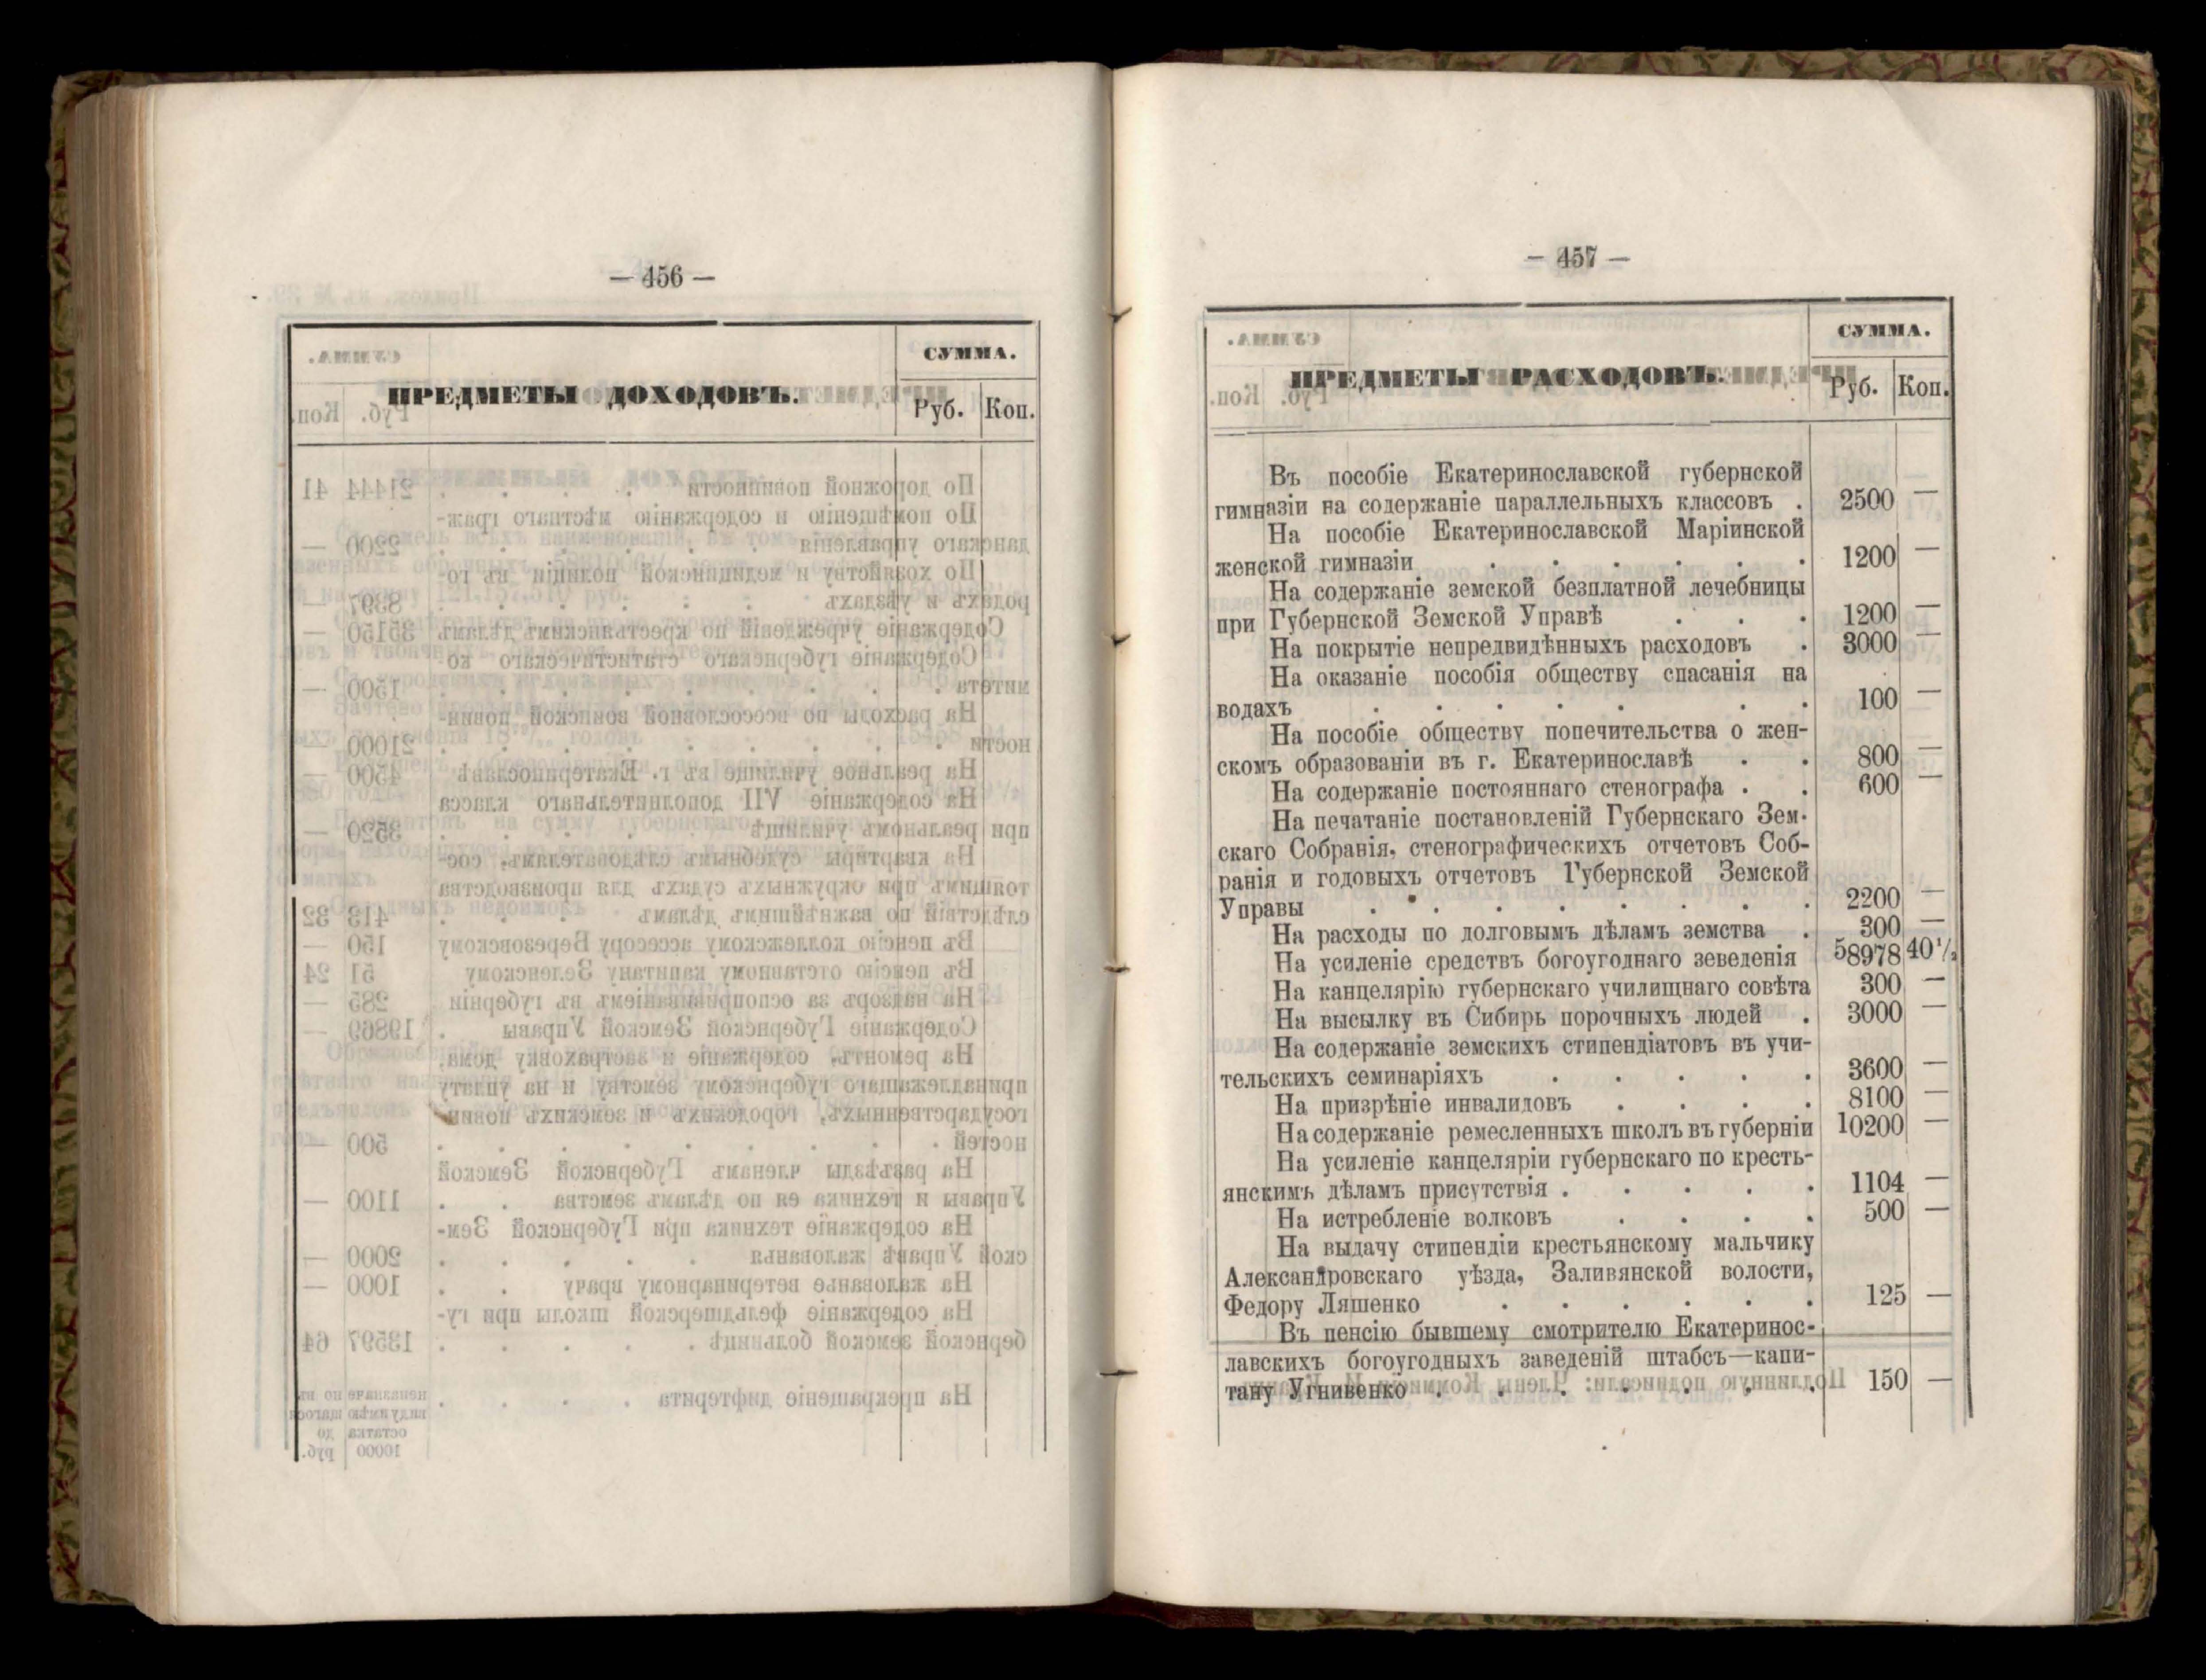 — 456 —
ПРЕДМЕТЫ ДОХОДОВЪ.
СУММА.
Руб. Коп.
— 457 —
ПРЕДМЕТЫ РАСХОДОВЪ.
СУММА.
Руб. Коп.
Въ пособіе Екатеринославской губернской
гимназіи на содержаніе параллельныхъ классовъ . 2500 —
На пособіе Екатеринославской Маріинской
женской гимназіи . . . . . . 1200 —
На содержаніе земской безплатной лечебницы
при Губернской Земской Управѣ . . . 1200 —
На покрытіе непредвидѣнныхъ расходовъ . 3000 —
На оказаніе пособія обществу спасанія на
водахъ . . . . . . . 100 —
На пособіе обществу попечительства о жен-
скомъ образованіи въ г. Екатеринославѣ . . 800 —
На содержаніе постояннаго стенографа . . 600 —
На печатаніе постановленій Губернскаго Зем-
скаго Собранія, стенографическихъ отчетовъ Соб-
ранія и годовыхъ отчетовъ Губернской Земской
Управы . . . . . . . . 2200 —
На расходы по долговымъ дѣламъ земства . 300 —
На усиленіе средствъ богоугоднаго зеведенія 58978 40½
На канцелярію губернскаго училищнаго совѣта 300 —
На высылку въ Сибирь порочныхъ людей . 3000 —
На содержаніе земскихъ стипендіатовъ въ учи-
тельскихъ семинаріяхъ . . . . . 3600 —
На призрѣніе инвалидовъ . . . . 8100 —
На содержаніе ремесленныхъ школъ въ губерніи 10200 —
На усиленіе канцеляріи губернскаго по кресть-
янскимъ дѣламъ присутствія . . . . . 1104 —
На истребленіе волковъ . . . . 500 —
На выдачу стипендіи крестьянскому мальчику
Александровскаго уѣзда, Заливянской волости,
Федору Ляшенко . . . . . . 125 —
Въ пенсію бывшему смотрителю Екатеринос-
лавскихъ богоугодныхъ заведеній штабсъ—капи-
тану Угнивенко . . . . . . . 150 —